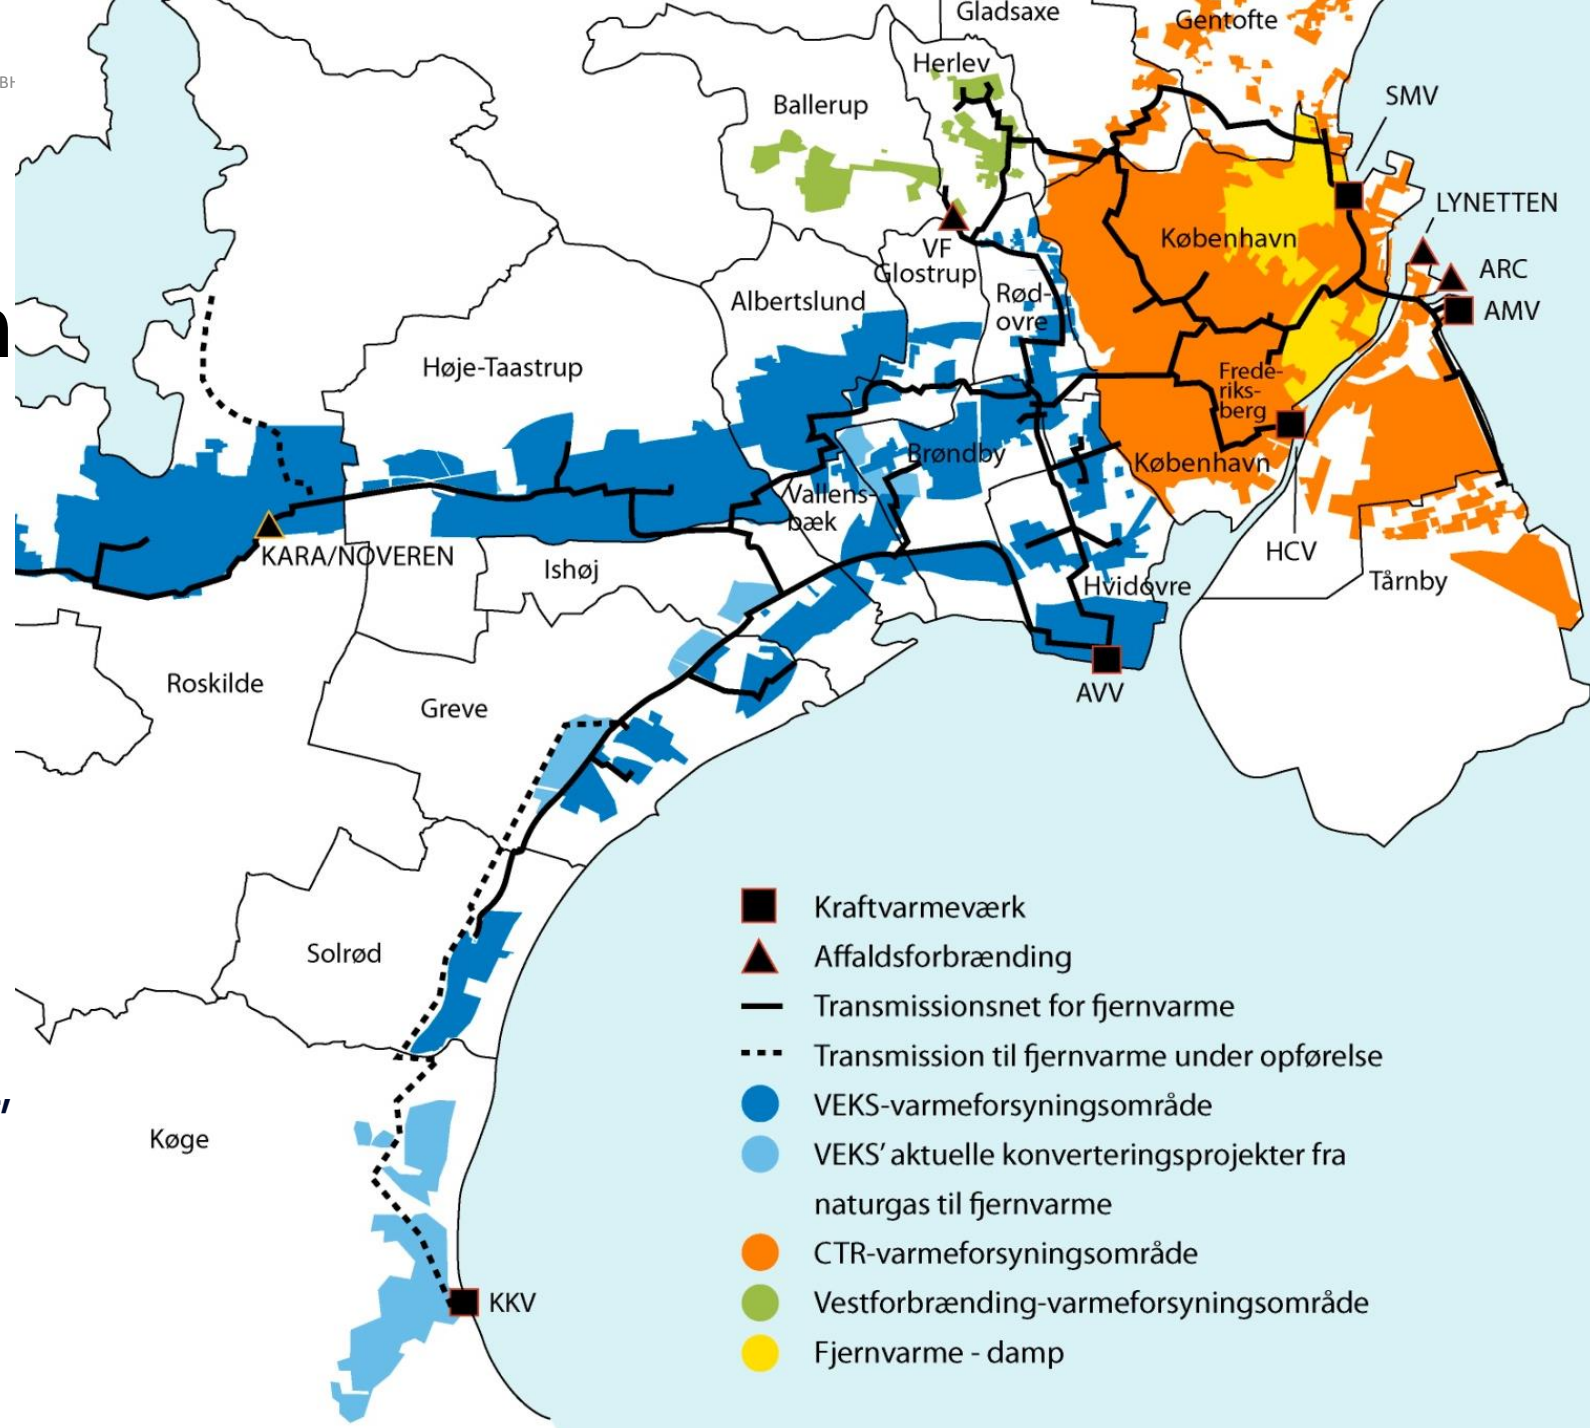 Gladsaxe
Gentofte
Herlev
BH
SMV
Ballerup
LYNETTEN
København
VF
ARC
Glostrup
Rød-
ovre
Albertslund
AMV
Høje-Taastrup
Frede-
riks-
berg
Brøndby
København
Vallens-
bæk
KARA/NOVEREN
Ishøj
HCV
Hvidovre
Tårnby
Roskilde
AVV
Greve
Solrød
Køge
KKV
Kraftvarmeværk
Affaldsforbrænding
Transmissionsnet for fjernvarme
Transmission til fjernvarme under opførelse
VEKS-varmeforsyningsområde
VEKS’ aktuelle konverteringsprojekter fra
naturgas til fjernvarme
CTR-varmeforsyningsområde
Vestforbrænding-varmeforsyningsområde
Fjernvarme - damp